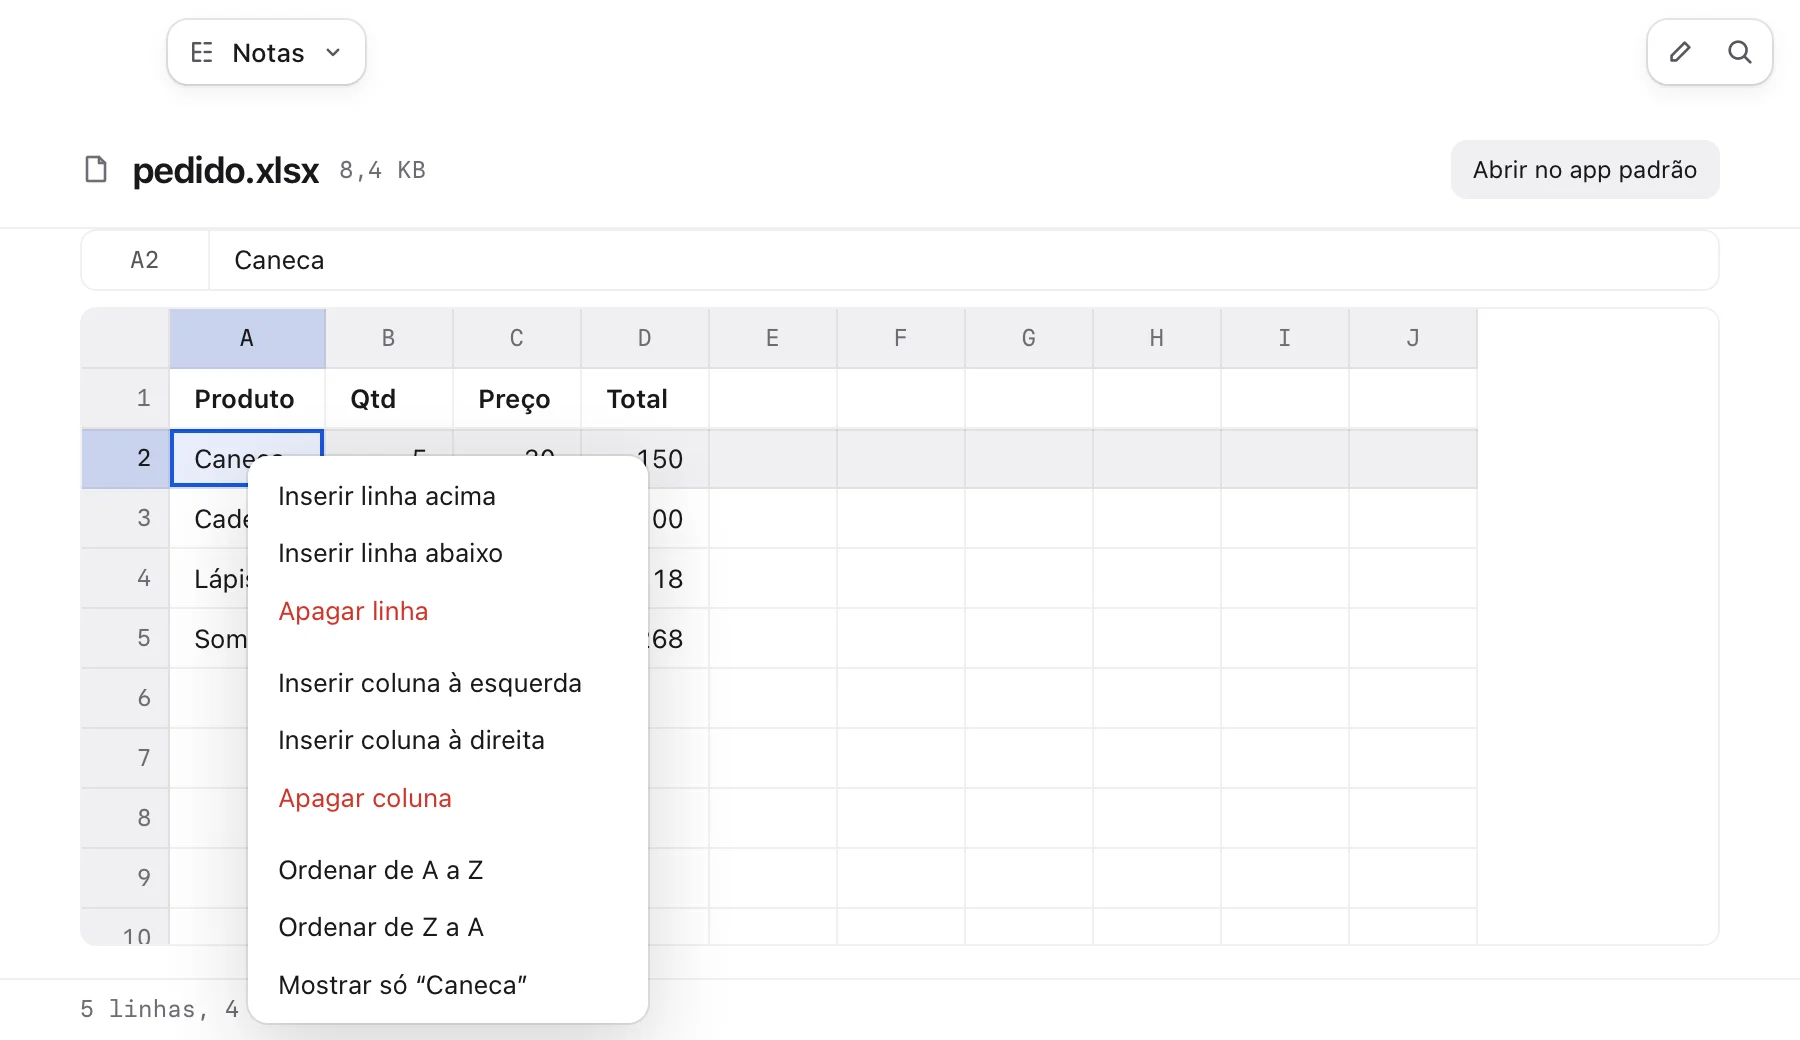 Notas
pedido.xlsx 8,4 KB
Abrir no app padrão
A2 Caneca
A B C D E F G H I J
1 Produto Qtd Preço Total
2 150
3
4 18
5
6
7
8
9
10
Inserir linha acima
Inserir linha abaixo
Apagar linha
Inserir coluna à esquerda
Inserir coluna à direita
Apagar coluna
Ordenar de A a Z
Ordenar de Z a A
Mostrar só “Caneca”
5 linhas, 4